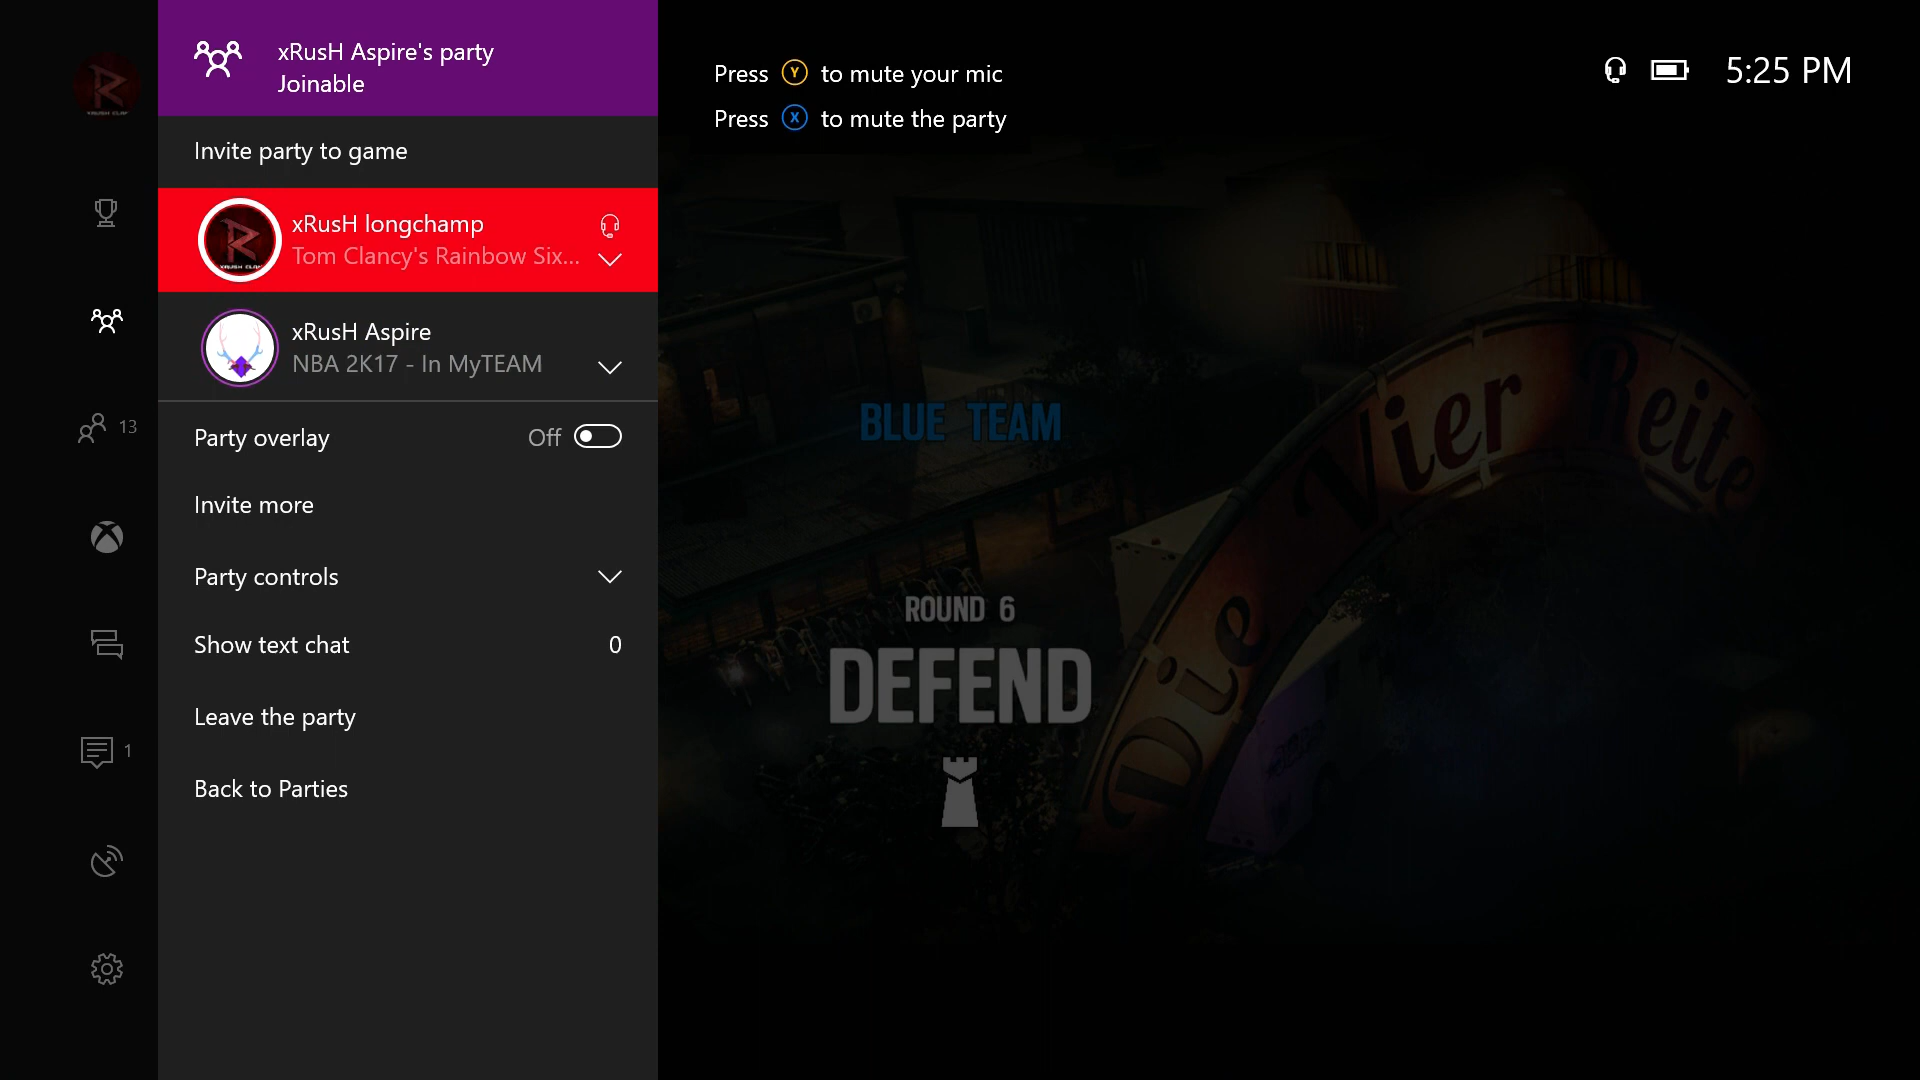 xRusH Aspire's party
Joinable
Invite party to game
xRusH longchamp
Tom Clancy's Rainbow Six...
xRusH Aspire
NBA 2K17 - In MyTEAM
Party overlay Off
Invite more
Party controls
Show text chat 0
Leave the party
Back to Parties
13
1
Press Y to mute your mic
Press X to mute the party
5:25 PM
BLUE TEAM
ROUND 6
DEFEND
Die Vier Reite